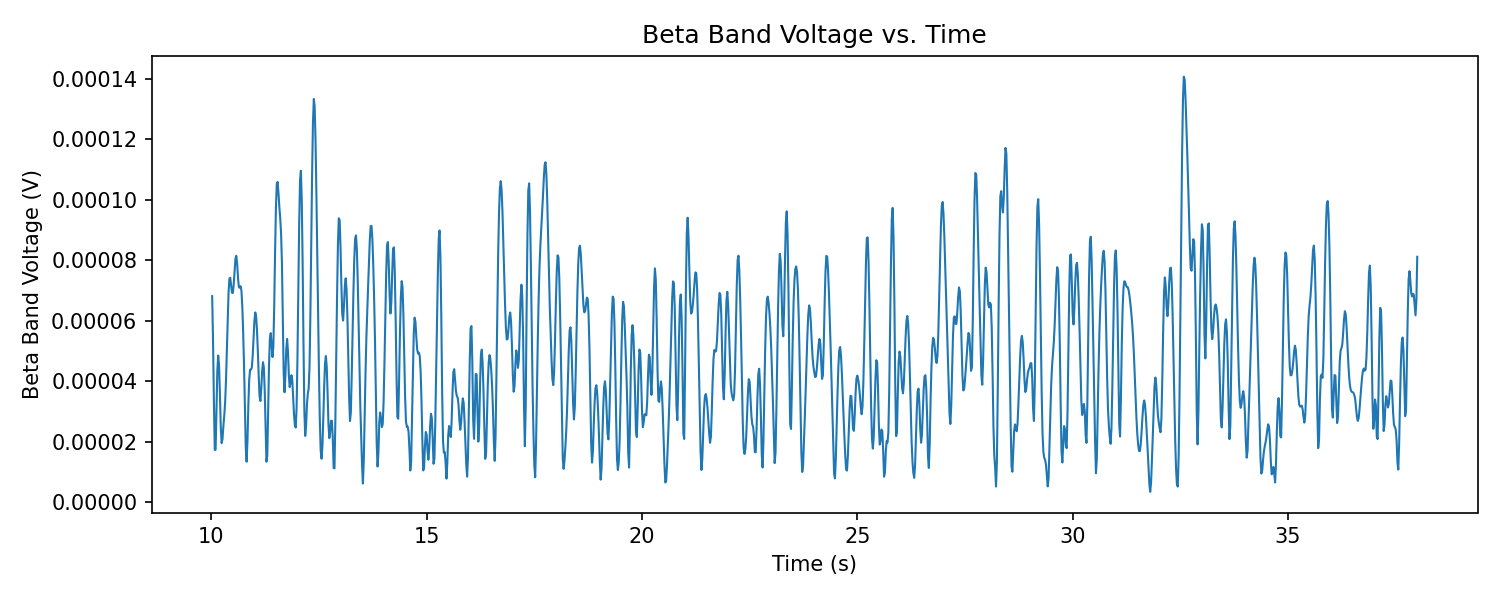 Beta Band Voltage vs. Time
Beta Band Voltage (V)
0.00014
0.00012
0.00010
0.00008
0.00006
0.00004
0.00002
0.00000
10 15 20 25 30 35
Time (s)